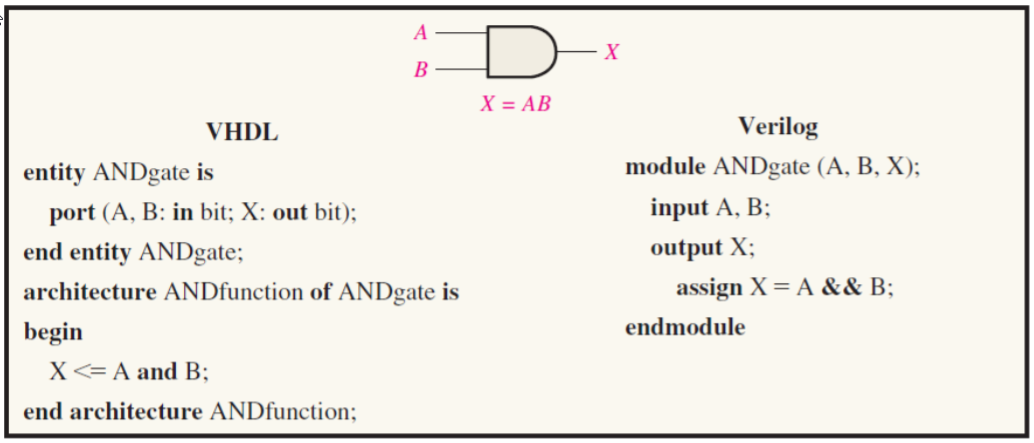 A
B
X
X = AB
VHDL
entity ANDgate is
port (A, B: in bit; X: out bit);
end entity ANDgate;
architecture ANDfunction of ANDgate is
begin
X <= A and B;
end architecture ANDfunction;
Verilog
module ANDgate (A, B, X);
input A, B;
output X;
assign X = A && B;
endmodule